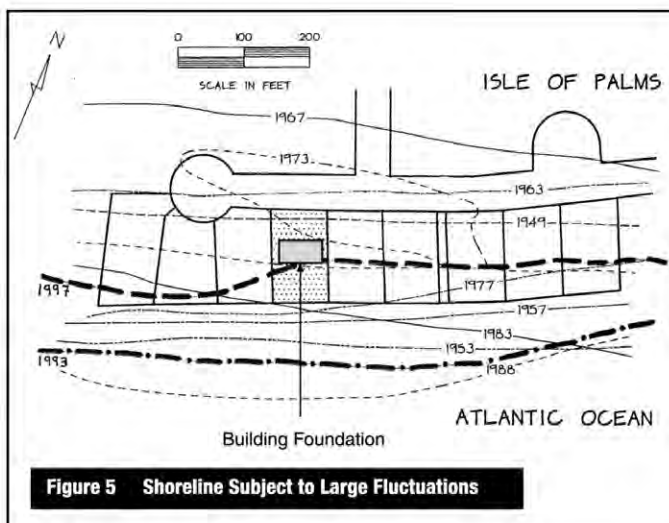 N
0 100 200
SCALE IN FEET
ISLE OF PALMS
1967
1973
1963
1949
1997
1977
1957
1983
1953
1993
1988
ATLANTIC OCEAN
Building Foundation
Figure 5 Shoreline Subject to Large Fluctuations